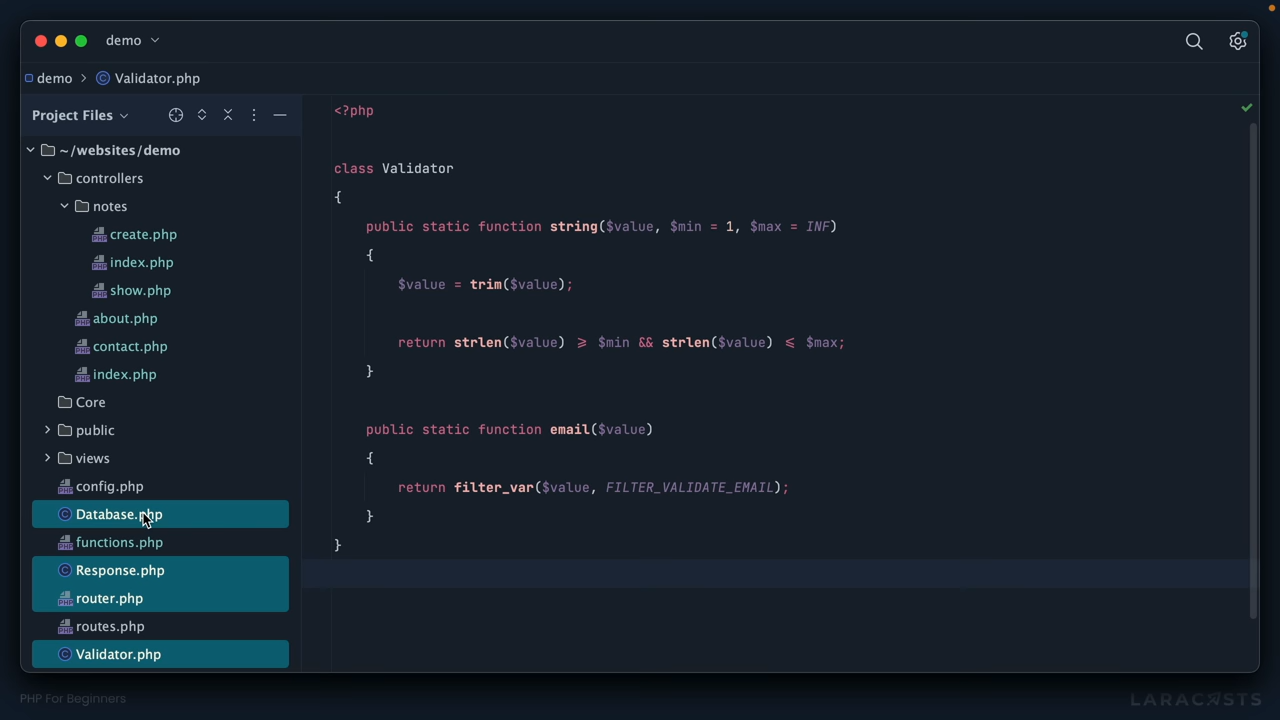 demo
demo > Validator.php
Project Files
~/websites/demo
controllers
notes
create.php
index.php
show.php
about.php
contact.php
index.php
Core
public
views
config.php
Database.php
functions.php
Response.php
router.php
routes.php
Validator.php
<?php
class Validator
{
public static function string($value, $min = 1, $max = INF)
{
$value = trim($value);
return strlen($value) >= $min && strlen($value) <= $max;
}
public static function email($value)
{
return filter_var($value, FILTER_VALIDATE_EMAIL);
}
}
PHP For Beginners
LARACASTS